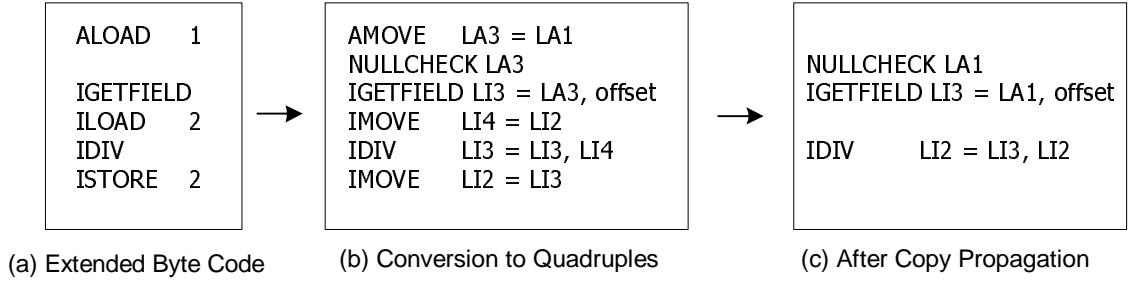 ALOAD 1
IGETFIELD
ILOAD 2
IDIV
ISTORE 2
(a) Extended Byte Code
AMOVE LA3 = LA1
NULLCHECK LA3
IGETFIELD LI3 = LA3, offset
IMOVE LI4 = LI2
IDIV LI3 = LI3, LI4
IMOVE LI2 = LI3
(b) Conversion to Quadruples
NULLCHECK LA1
IGETFIELD LI3 = LA1, offset
IDIV LI2 = LI3, LI2
(c) After Copy Propagation